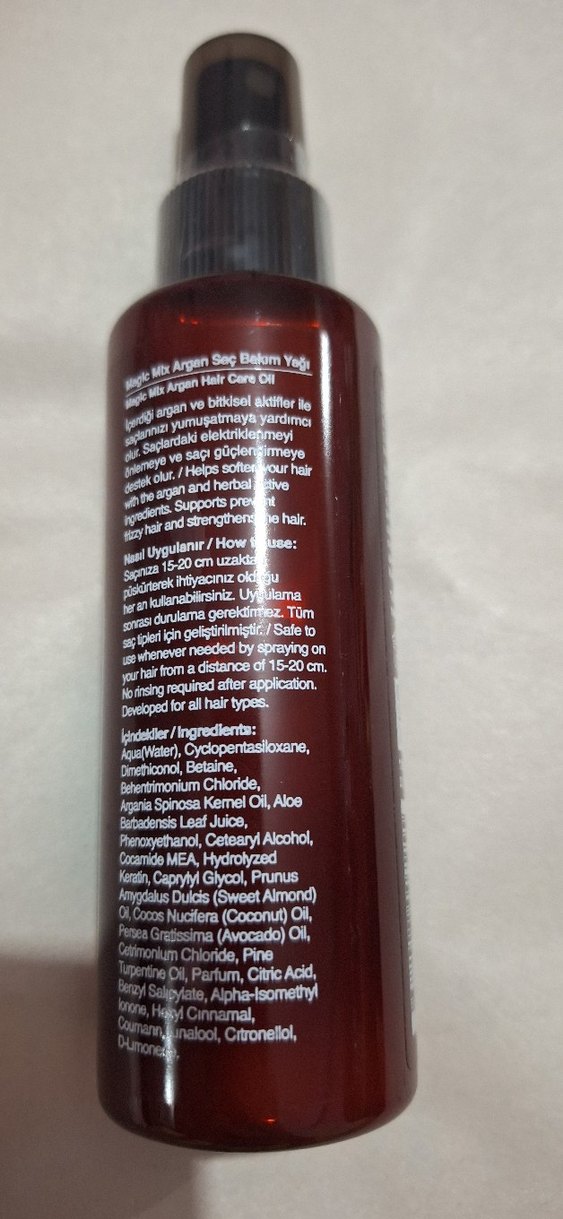 Magic Mix Argan Saç Bakım Yağı
Magic Mix Argan Hair Care Oil
İçerdiği argan ve bitkisel aktifler ile
saçlarınızı yumuşatmaya yardımcı
olur. Saçlardaki elektriklenmeyi
önlemeye ve saçı güçlendirmeye
destek olur. / Helps soften your hair
with the argan and herbal active
ingredients. Supports prevent
frizzy hair and strengthens the hair.
Nasıl Uygulanır / How to use:
Saçınıza 15-20 cm uzaktan
püskürterek ihtiyacınız olduğu
her an kullanabilirsiniz. Uygulama
sonrası durulama gerektirmez. Tüm
saç tipleri için geliştirilmiştir. / Safe to
use whenever needed by spraying on
your hair from a distance of 15-20 cm.
No rinsing required after application.
Developed for all hair types.
İçindekiler / Ingredients:
Aqua(Water), Cyclopentasiloxane,
Dimethiconol, Betaine,
Behentrimonium Chloride,
Argania Spinosa Kernel Oil, Aloe
Barbadensis Leaf Juice,
Phenoxyethanol, Cetearyl Alcohol,
Cocamide MEA, Hydrolyzed
Keratin, Caprylyl Glycol, Prunus
Amygdalus Dulcis (Sweet Almond)
Oil, Cocos Nucifera (Coconut) Oil,
Persea Gratissima (Avocado) Oil,
Cetrimonium Chloride, Pine
Turpentine Oil, Parfum, Citric Acid,
Benzyl Salicylate, Alpha-Isomethyl
Ionone, Hexyl Cinnamal,
Coumarin, Linalool, Citronellol,
D-Limonene.